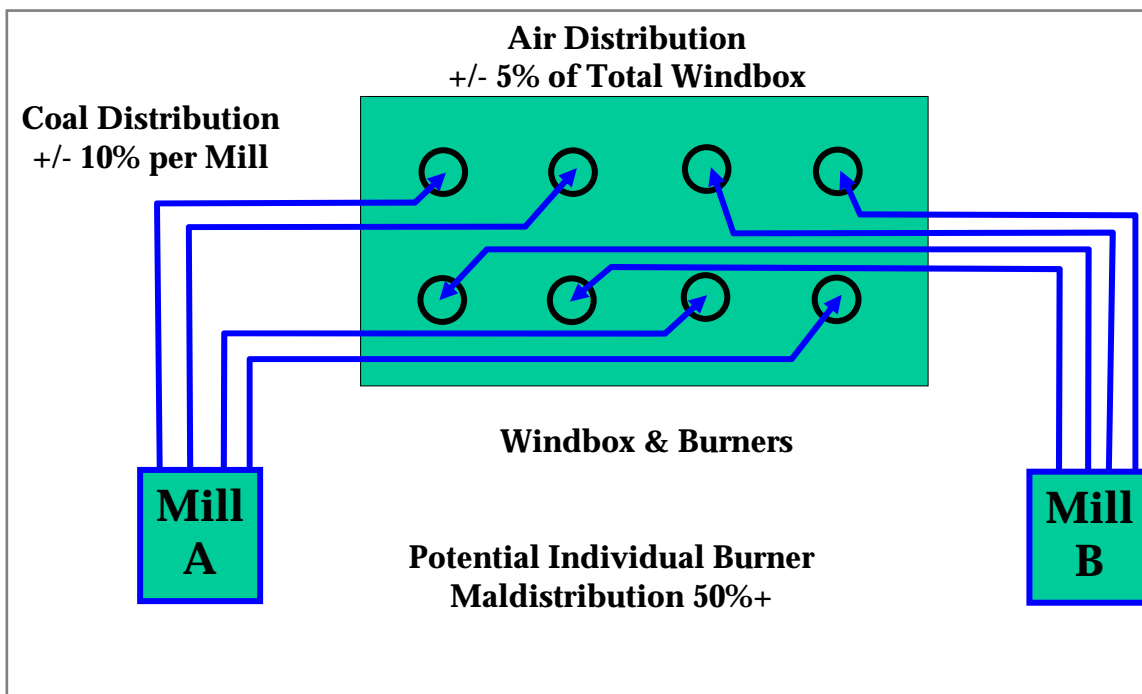 Air Distribution
+/- 5% of Total Windbox
Coal Distribution
+/- 10% per Mill
Windbox & Burners
Mill
A
Mill
B
Potential Individual Burner
Maldistribution 50%+